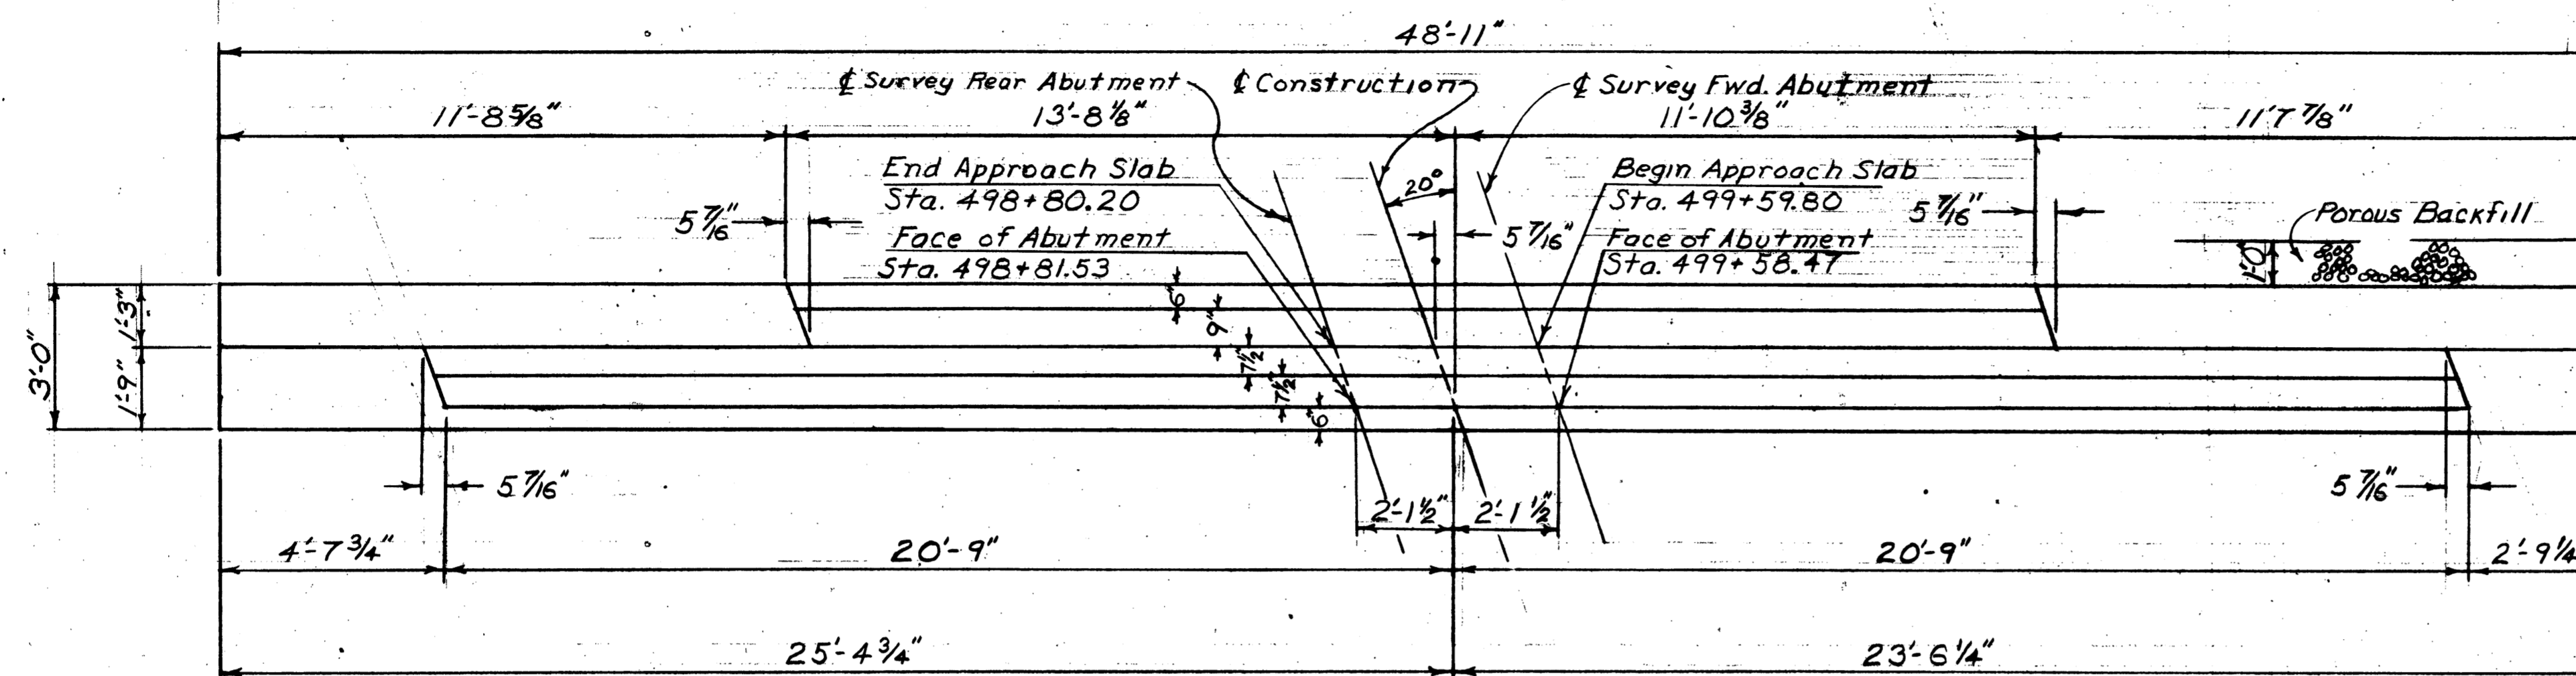 48'-11"
℄ Survey Rear Abutment
℄ Construction
℄ Survey Fwd. Abutment
11'-8 5/8"
13'-8 1/8"
11'-10 3/8"
11'7 7/8"
End Approach Slab
Sta. 498+80.20
Face of Abutment
Sta. 498+81.53
20°
Begin Approach Slab
Sta. 499+59.80
Face of Abutment
Sta. 499+58.47
5 7/16"
5 7/16"
5 7/16"
Porous Backfill
1'-0"
3'-0"
1'-3"
1'-9"
6"
9"
7 1/2"
7 1/2"
6"
5 7/16"
5 7/16"
2'-1 1/2"
2'-1 1/2"
4'-7 3/4"
20'-9"
20'-9"
2'-9 1/4
25'-4 3/4"
23'-6 1/4"